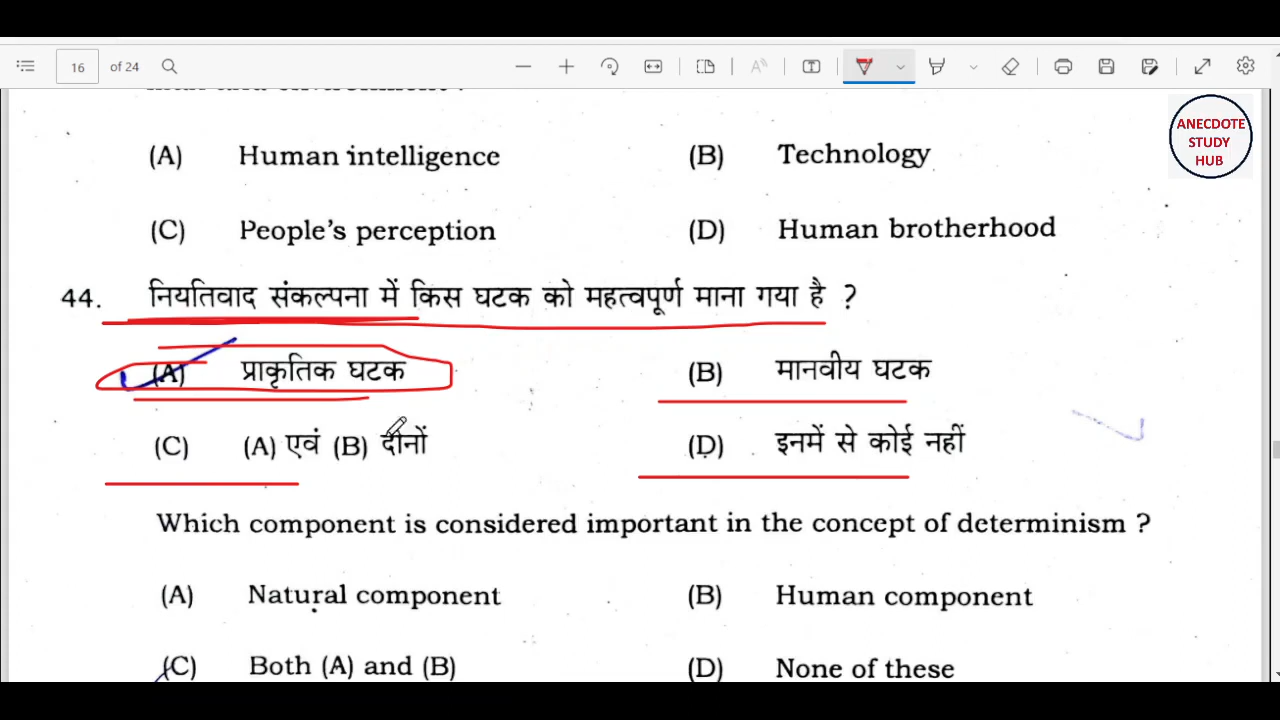 16 of 24
ANECDOTE
STUDY
HUB
(A) Human intelligence (B) Technology
(C) People's perception (D) Human brotherhood
44. नियतिवाद संकल्पना में किस घटक को महत्वपूर्ण माना गया है ?
(A) प्राकृतिक घटक (B) मानवीय घटक
(C) (A) एवं (B) दोनों (D) इनमें से कोई नहीं
Which component is considered important in the concept of determinism ?
(A) Natural component (B) Human component
(C) Both (A) and (B) (D) None of these